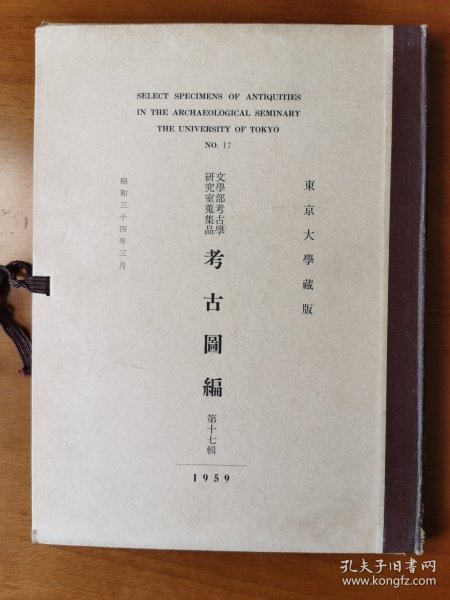 SELECT SPECIMENS OF ANTIQUITIES
IN THE ARCHAEOLOGICAL SEMINARY
THE UNIVERSITY OF TOKYO
NO. 17
東京大學藏版
文學部考古學
研究室蒐集品
考古圖編
第十七輯
昭和三十四年三月
1959
孔夫子旧书网
www.kongfz.com